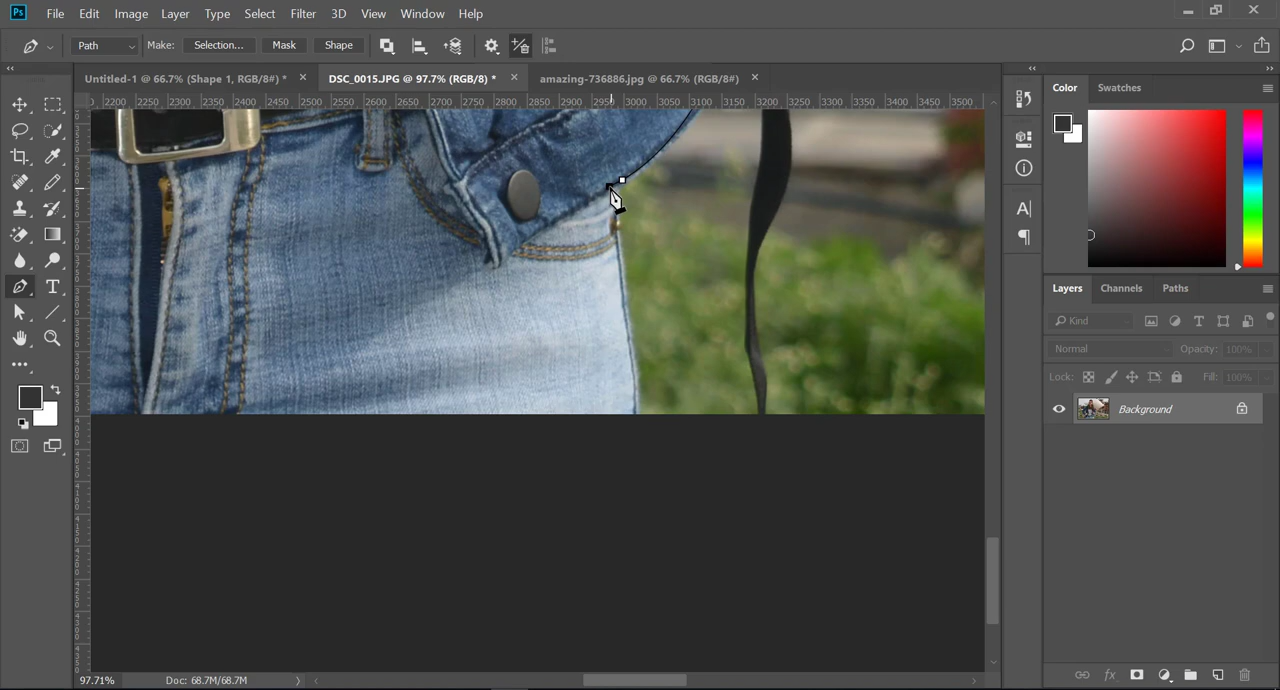 Ps File Edit Image Layer Type Select Filter 3D View Window Help
Path Make: Selection... Mask Shape
Untitled-1 @ 66.7% (Shape 1, RGB/8#) * DSC_0015.JPG @ 97.7% (RGB/8) * amazing-736886.jpg @ 66.7% (RGB/8#)
2200 2250 2300 2350 2400 2450 2500 2550 2600 2650 2700 2750 2800 2850 2900 2950 3000 3050 3100 3150 3200 3250 3300 3350 3400 3450 3500
Color Swatches
Layers Channels Paths
Kind
Normal Opacity: 100%
Lock: Fill: 100%
Background
97.71% Doc: 68.7M/68.7M